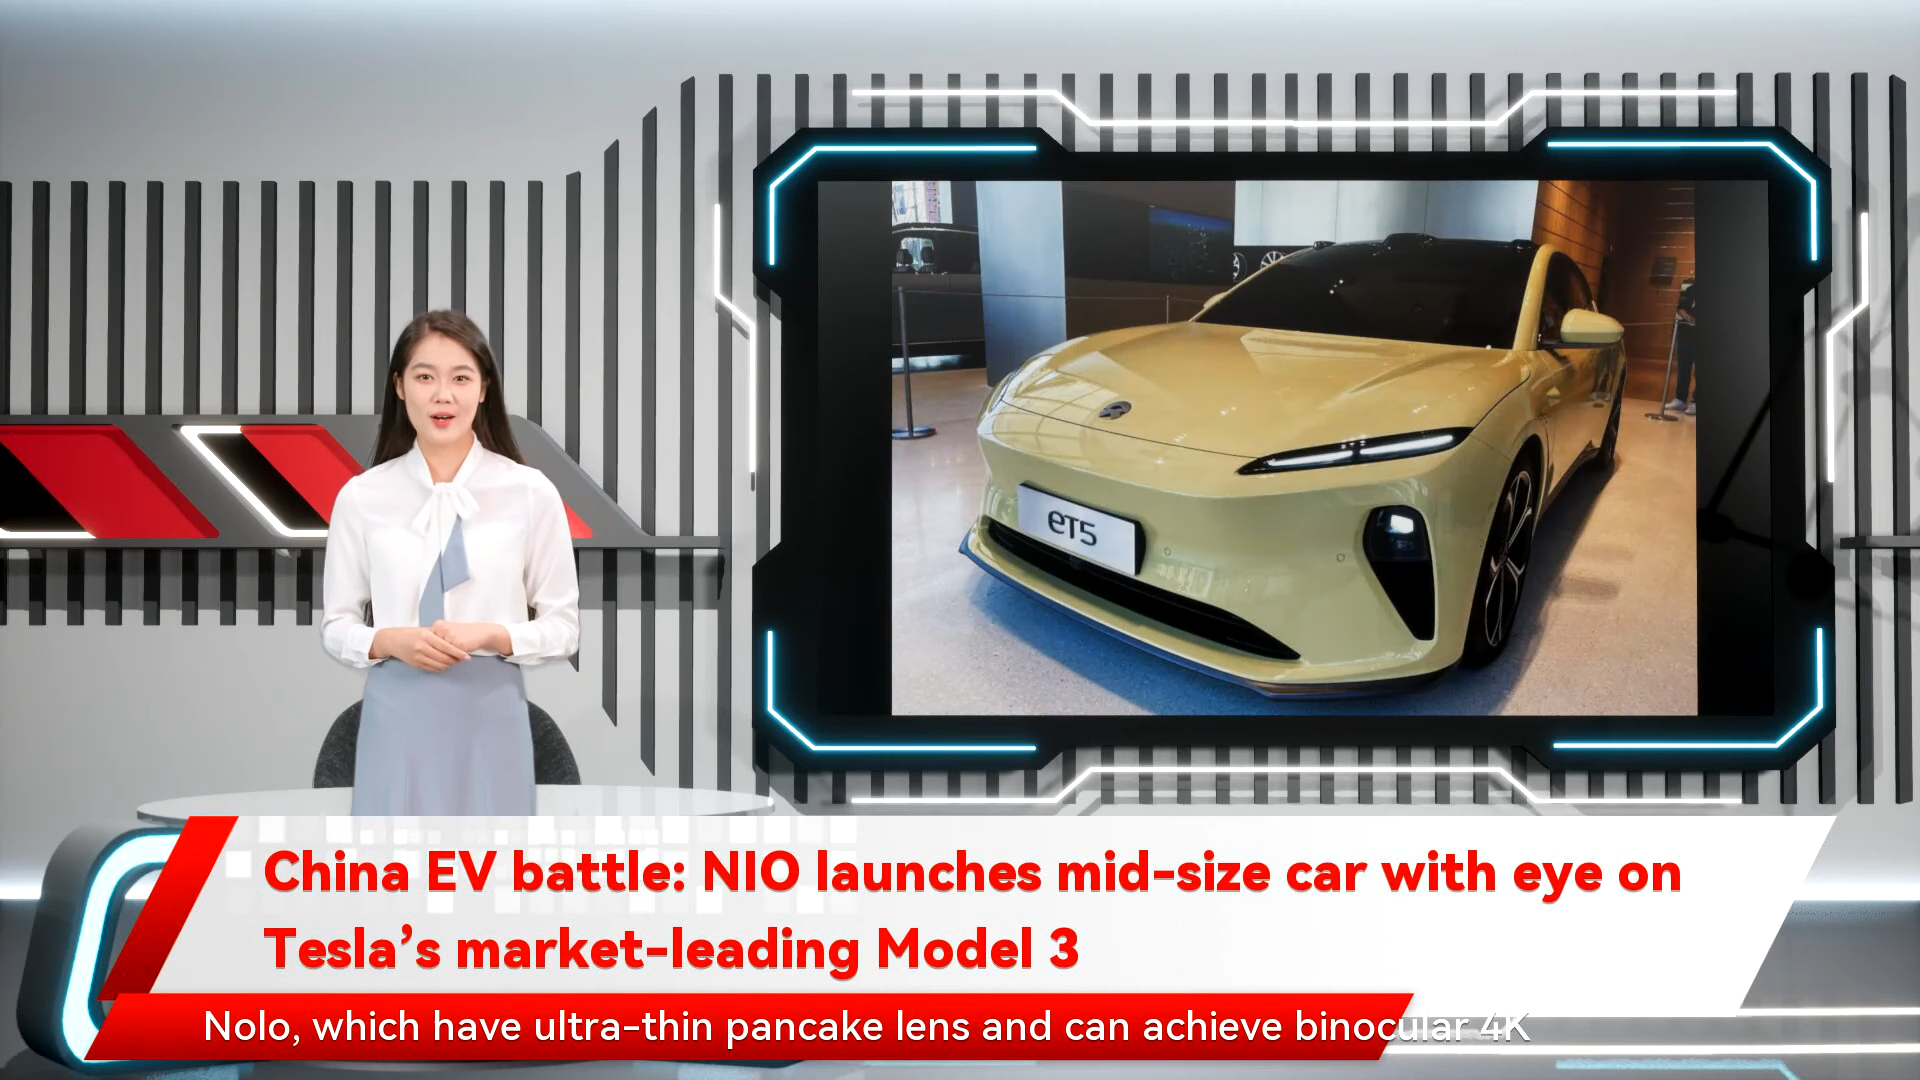 eT5
China EV battle: NIO launches mid-size car with eye on
Tesla’s market-leading Model 3
Nolo, which have ultra-thin pancake lens and can achieve binocular 4K